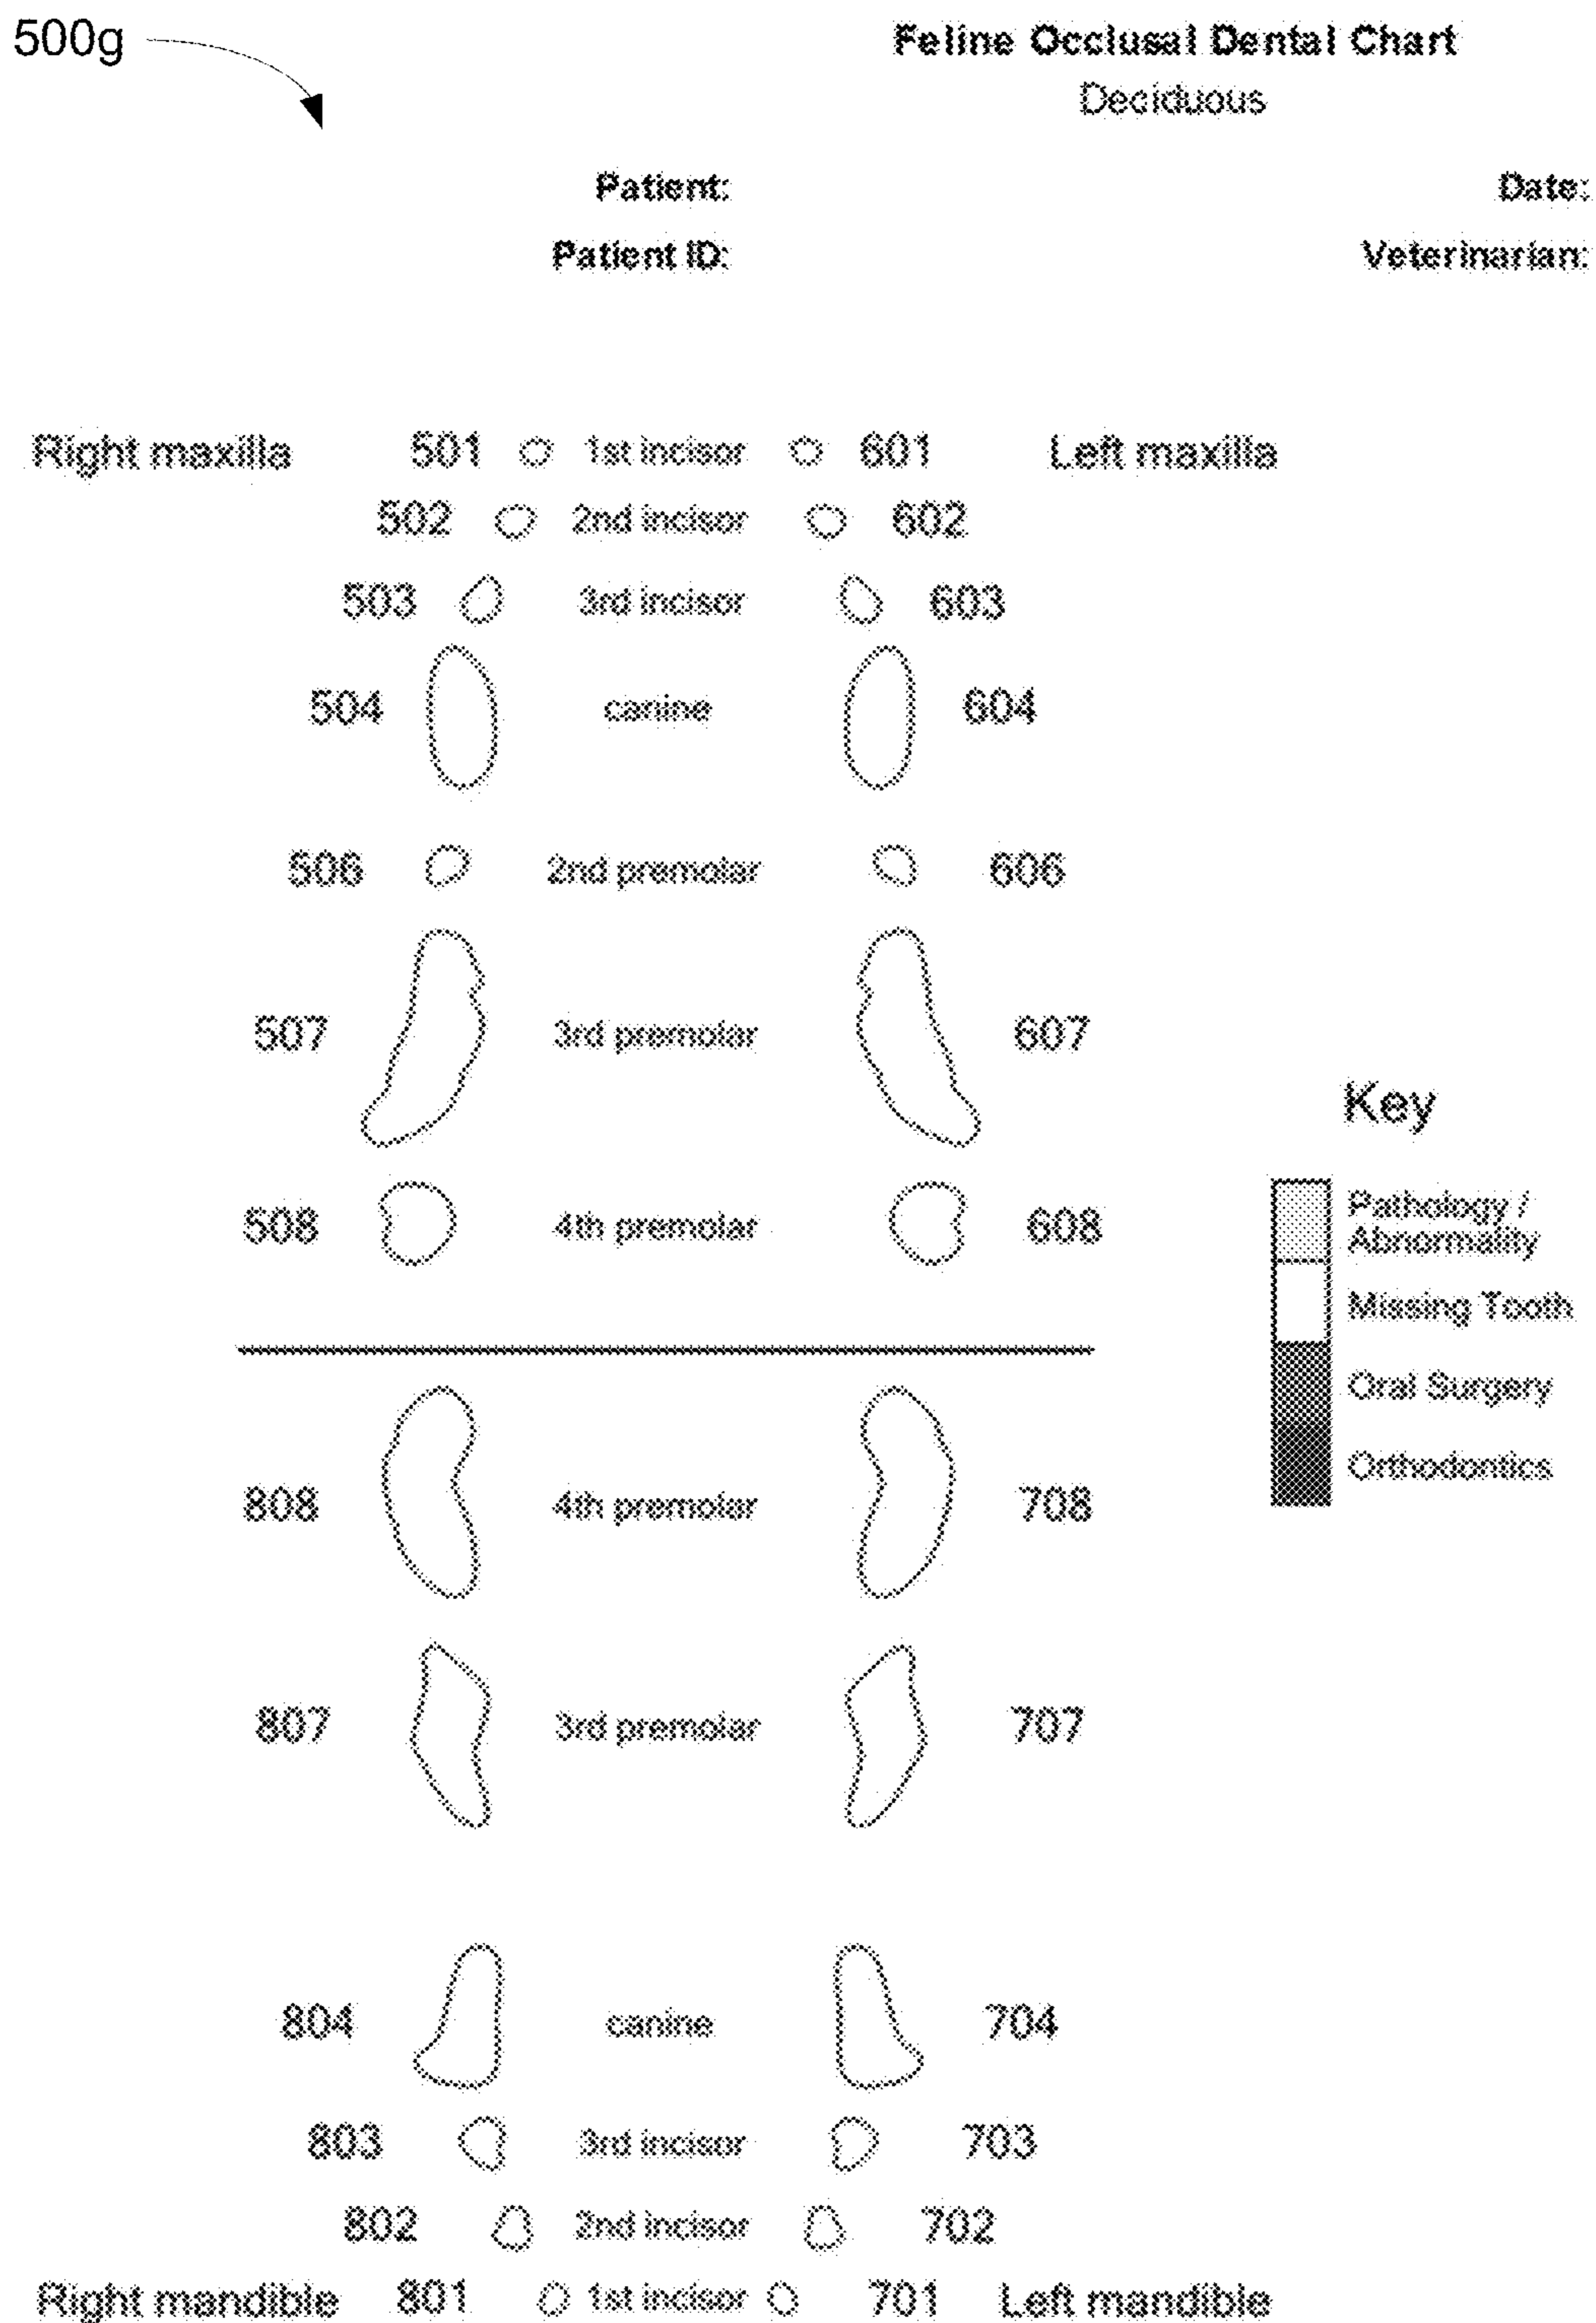 500g
Feline Occlusal Dental Chart
Deciduous
Patient:
Date:
Patient ID:
Veterinarian:
Right maxilla 501 1st incisor 601 Left maxilla
502 2nd incisor 602
503 3rd incisor 603
504 canine 604
506 2nd premolar 606
507 3rd premolar 607
Key
508 4th premolar 608
Pathology /
Abnormality
Missing Tooth
Oral Surgery
Orthodontics
808 4th premolar 708
807 3rd premolar 707
804 canine 704
803 3rd incisor 703
802 2nd incisor 702
Right mandible 801 1st incisor 701 Left mandible